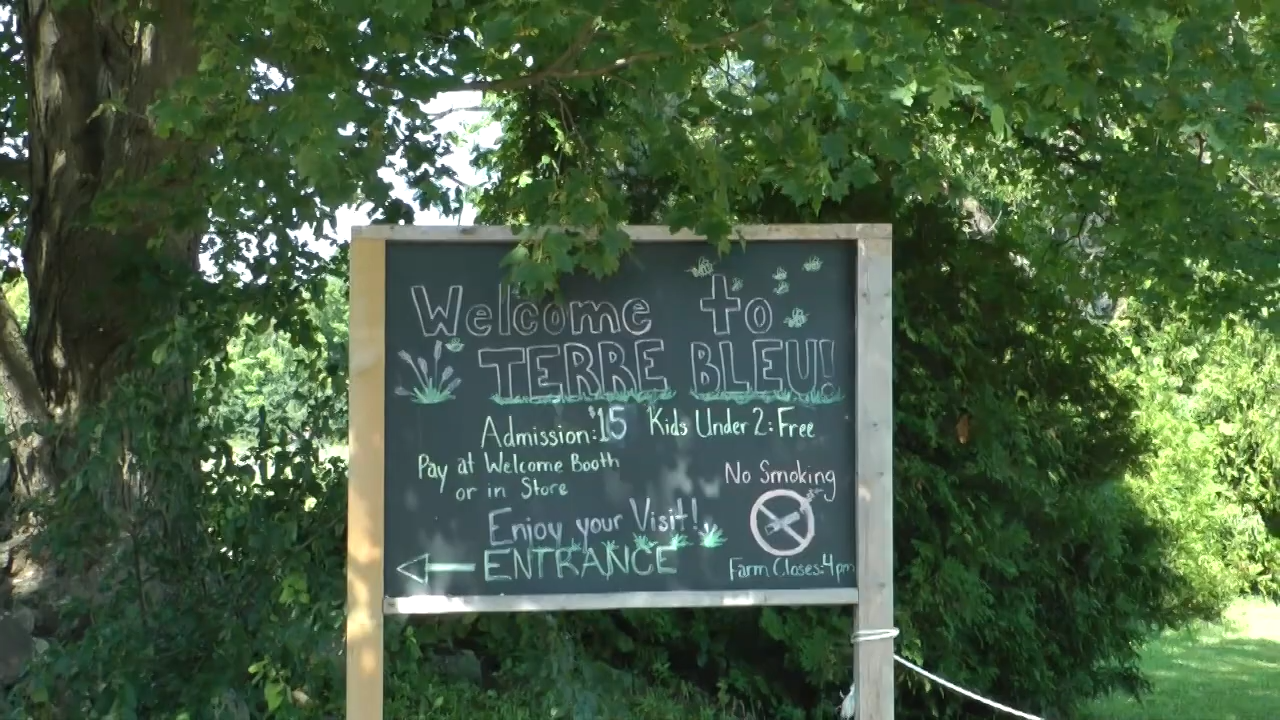 Welcome to
TERRE BLEU!
Admission: $15 Kids Under 2: Free
Pay at Welcome Booth
or in Store
No Smoking
Enjoy your Visit!
ENTRANCE
Farm Closes: 4pm